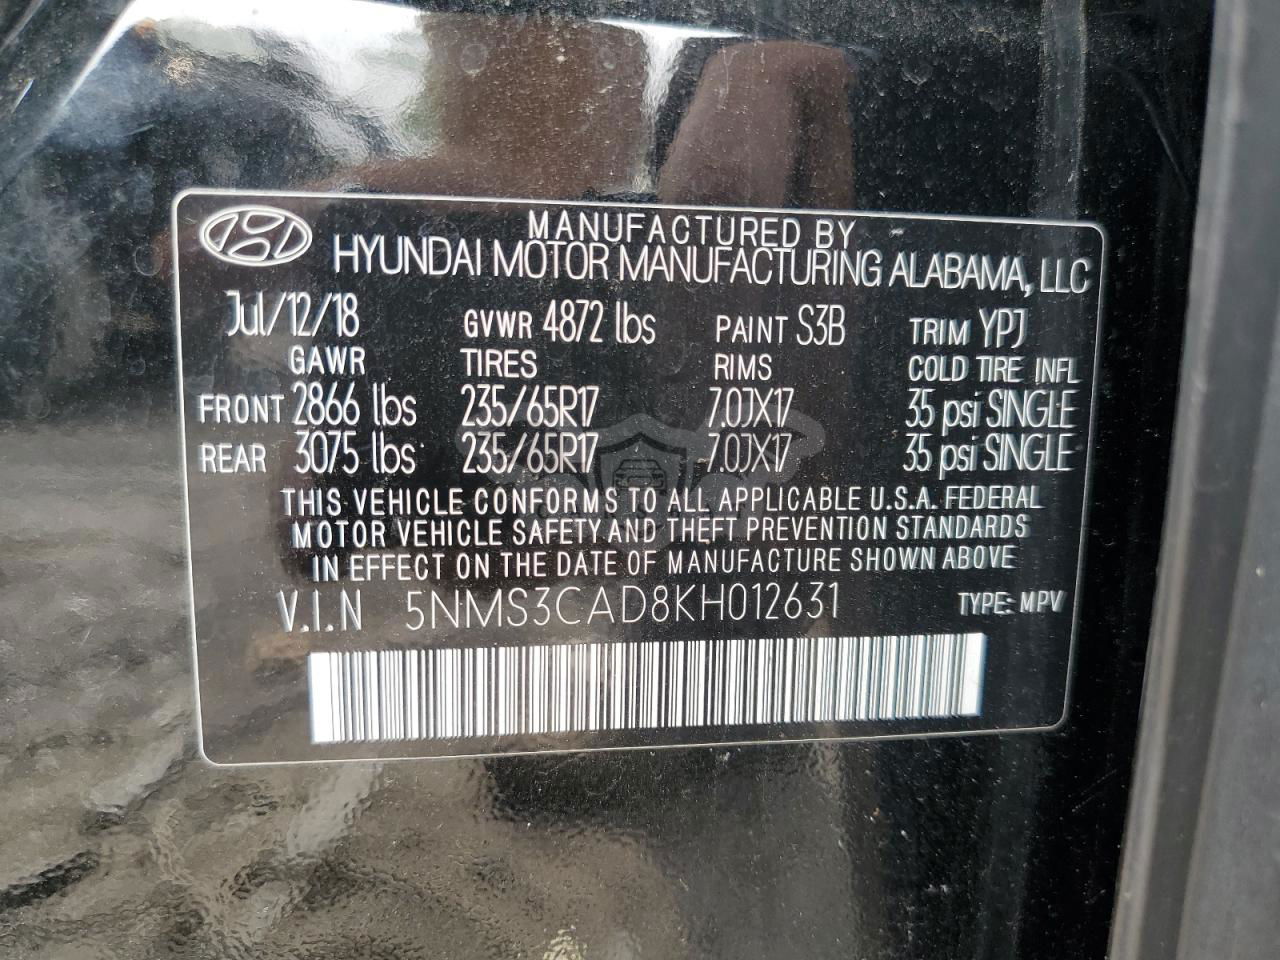 MANUFACTURED BY
HYUNDAI MOTOR MANUFACTURING ALABAMA, LLC
Jul/12/18 GVWR 4872 lbs PAINT S3B TRIM YPJ
GAWR TIRES RIMS COLD TIRE INFL
FRONT 2866 lbs 235/65R17 7.0JX17 35 psi SINGLE
REAR 3075 lbs 235/65R17 7.0JX17 35 psi SINGLE
THIS VEHICLE CONFORMS TO ALL APPLICABLE U.S.A. FEDERAL
MOTOR VEHICLE SAFETY AND THEFT PREVENTION STANDARDS
IN EFFECT ON THE DATE OF MANUFACTURE SHOWN ABOVE
V.I.N 5NMS3CAD8KH012631 TYPE: MPV